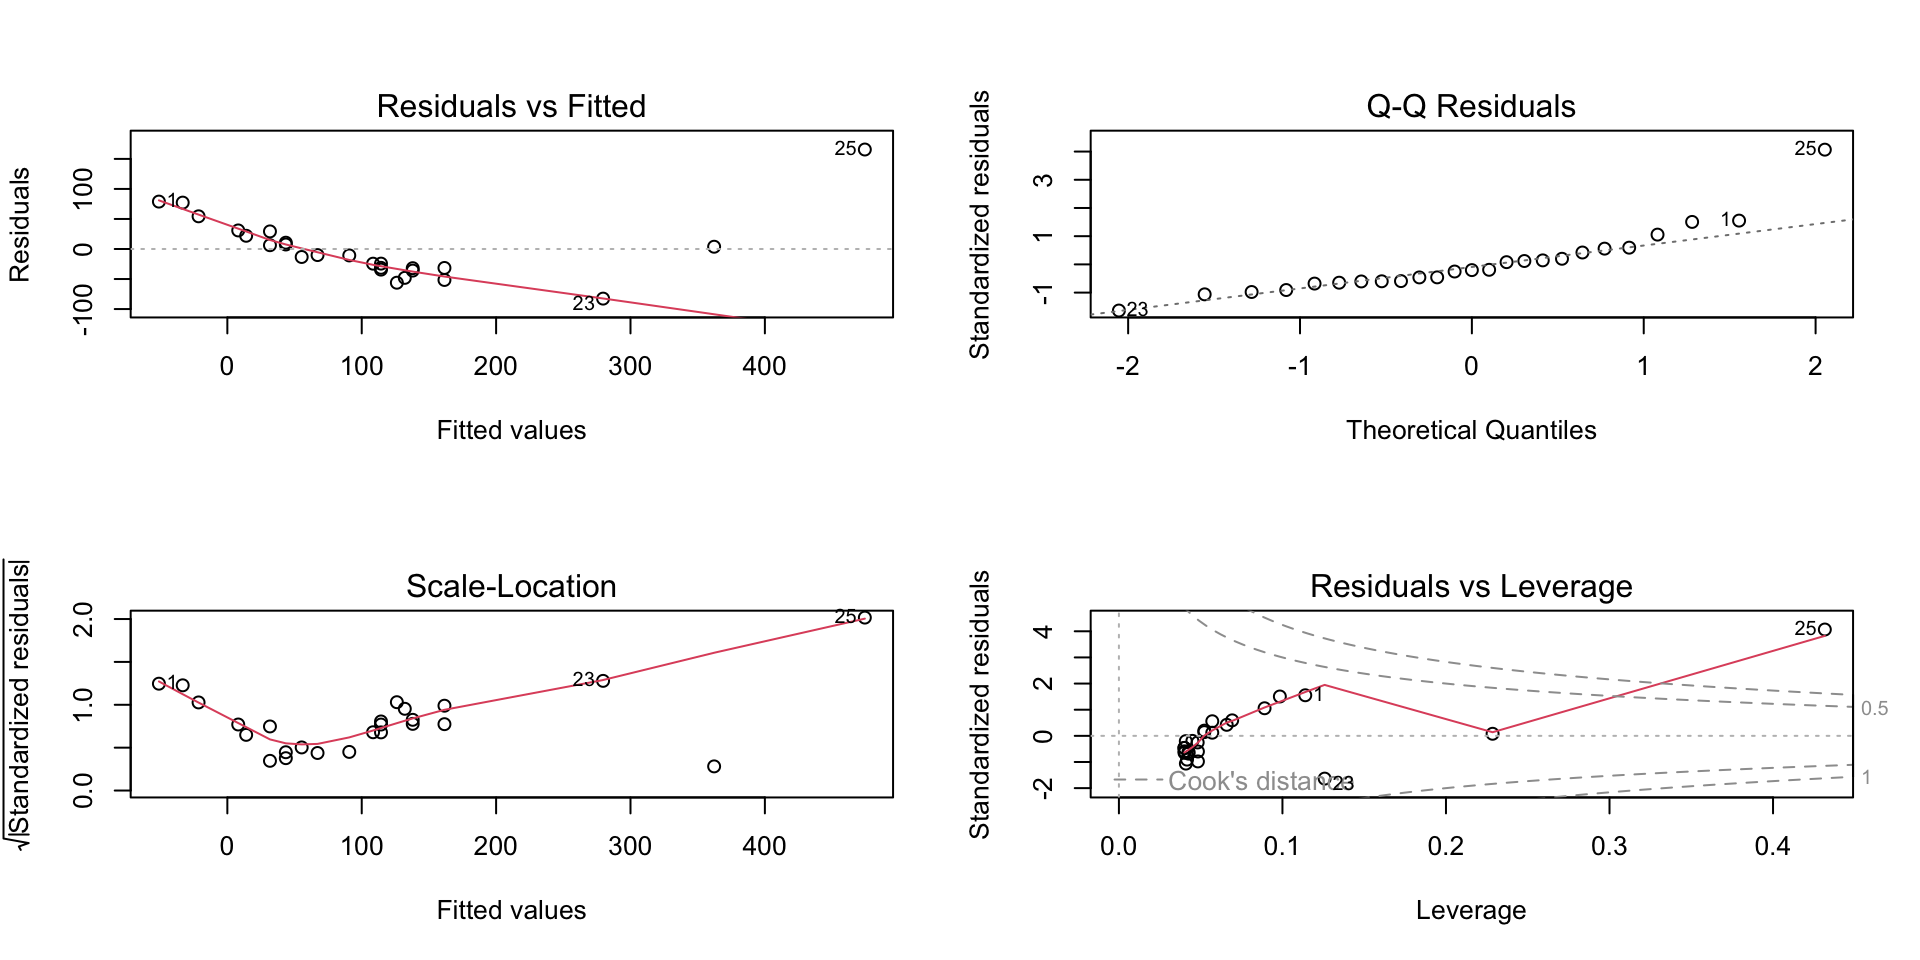 Residuals vs Fitted
Residuals
100
0
-100
25
1
23
0 100 200 300 400
Fitted values
Q-Q Residuals
Standardized residuals
3
1
-1
25
1
23
-2 -1 0 1 2
Theoretical Quantiles
Scale-Location
√|Standardized residuals|
2.0
1.0
0.0
25
1
23
0 100 200 300 400
Fitted values
Residuals vs Leverage
Standardized residuals
4
2
0
-2
25
1
23
0.5
1
Cook's distance
0.0 0.1 0.2 0.3 0.4
Leverage